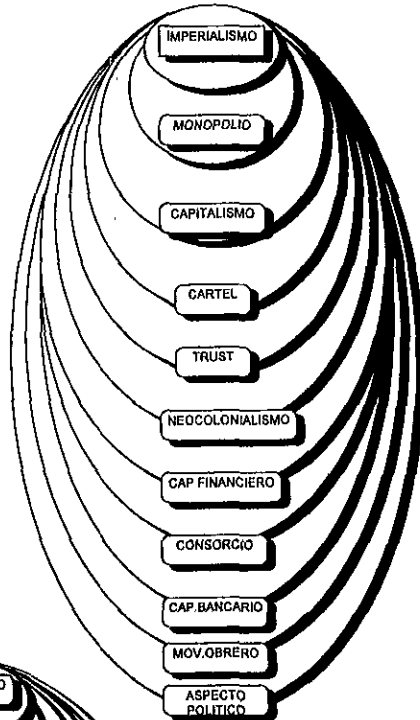 IMPERIALISMO
MONOPOLIO
CAPITALISMO
CARTEL
TRUST
NEOCOLONIALISMO
CAP FINANCIERO
CONSORCIO
CAP.BANCARIO
MOV.OBRERO
ASPECTO
POLITICO